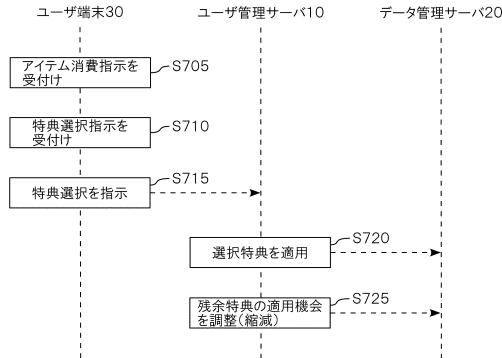 ユーザ端末30
ユーザ管理サーバ10
データ管理サーバ20
アイテム消費指示を
受付け
S705
特典選択指示を
受付け
S710
特典選択を指示
S715
選択特典を適用
S720
残余特典の適用機会
を調整(縮減)
S725